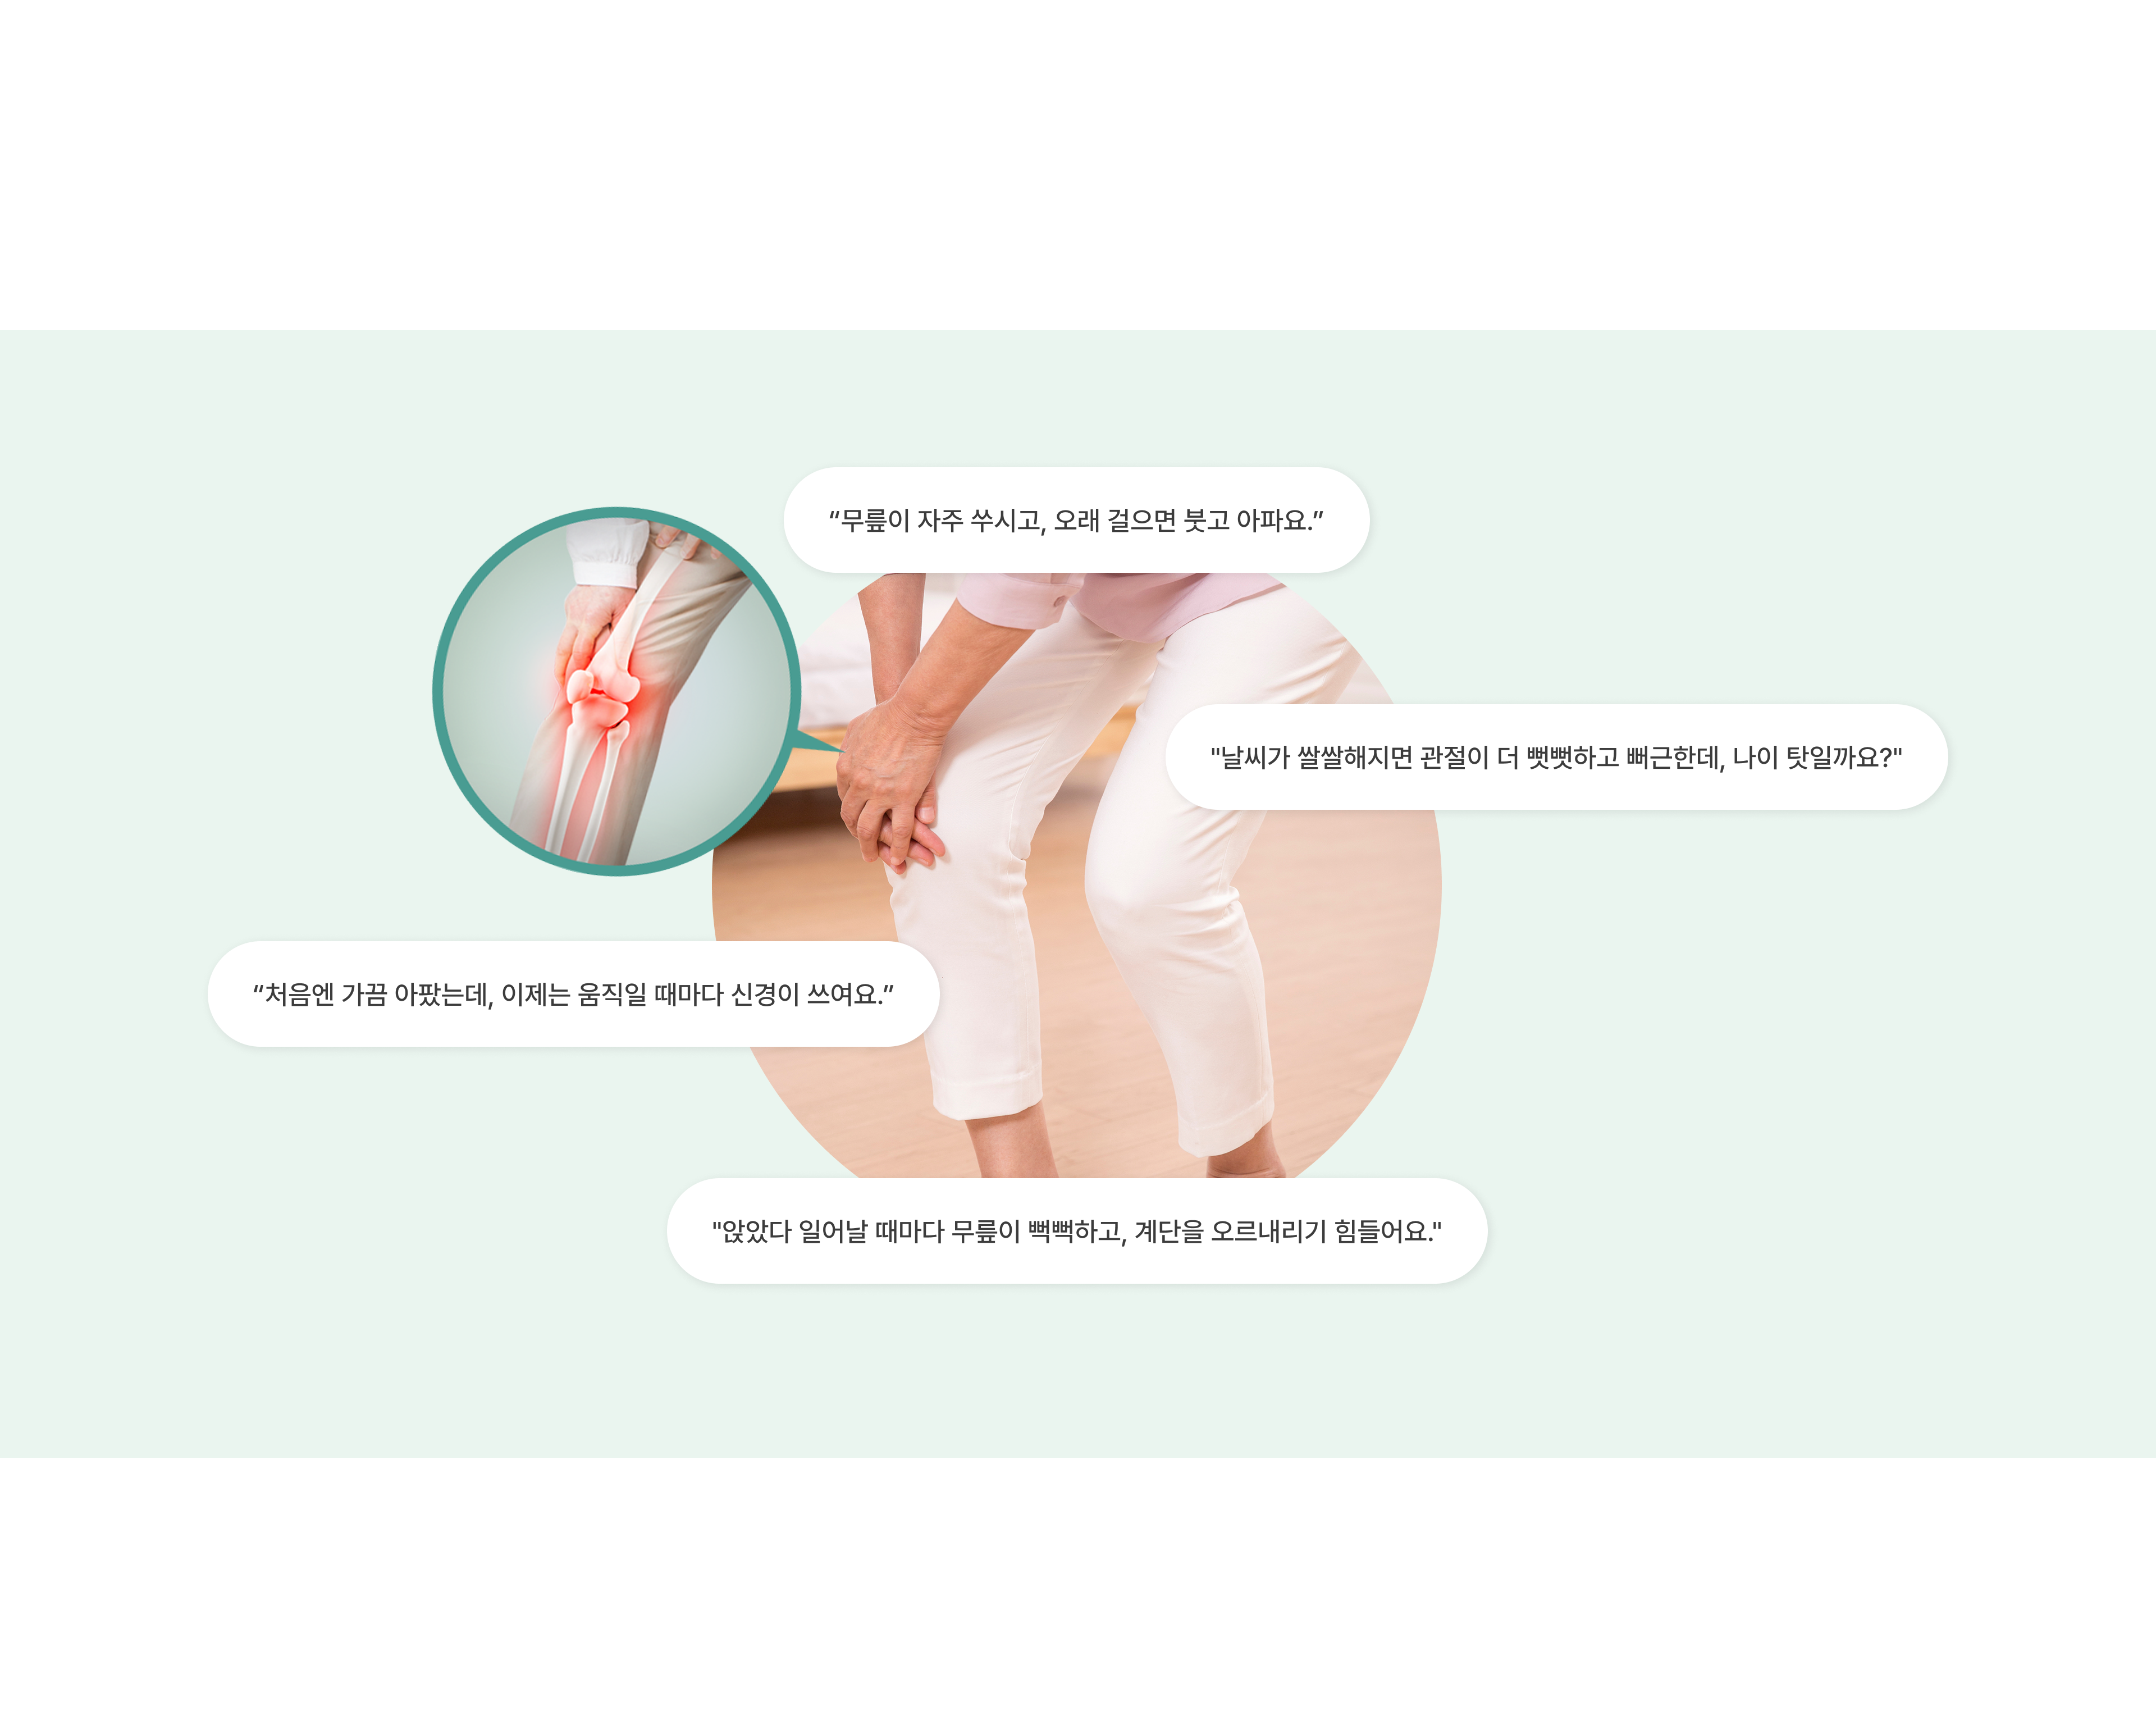 “무릎이 자주 쑤시고, 오래 걸으면 붓고 아파요.”
"날씨가 쌀쌀해지면 관절이 더 뻣뻣하고 뻐근한데, 나이 탓일까요?"
“처음엔 가끔 아팠는데, 이제는 움직일 때마다 신경이 쓰여요.”
"앉았다 일어날 때마다 무릎이 뻑뻑하고, 계단을 오르내리기 힘들어요."